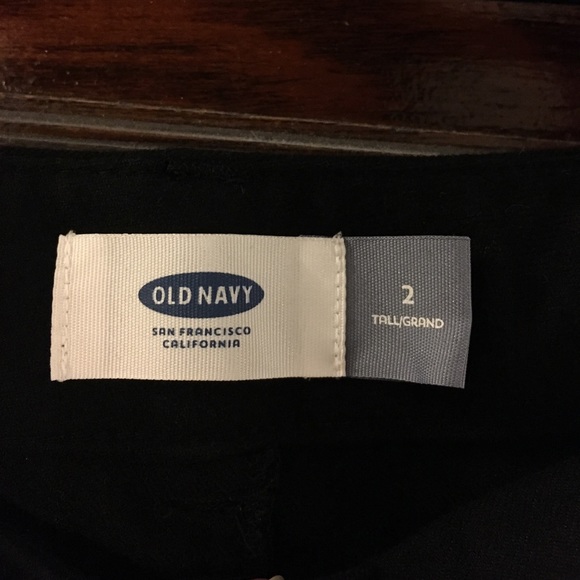 OLD NAVY
SAN FRANCISCO
CALIFORNIA
2
TALL/GRAND